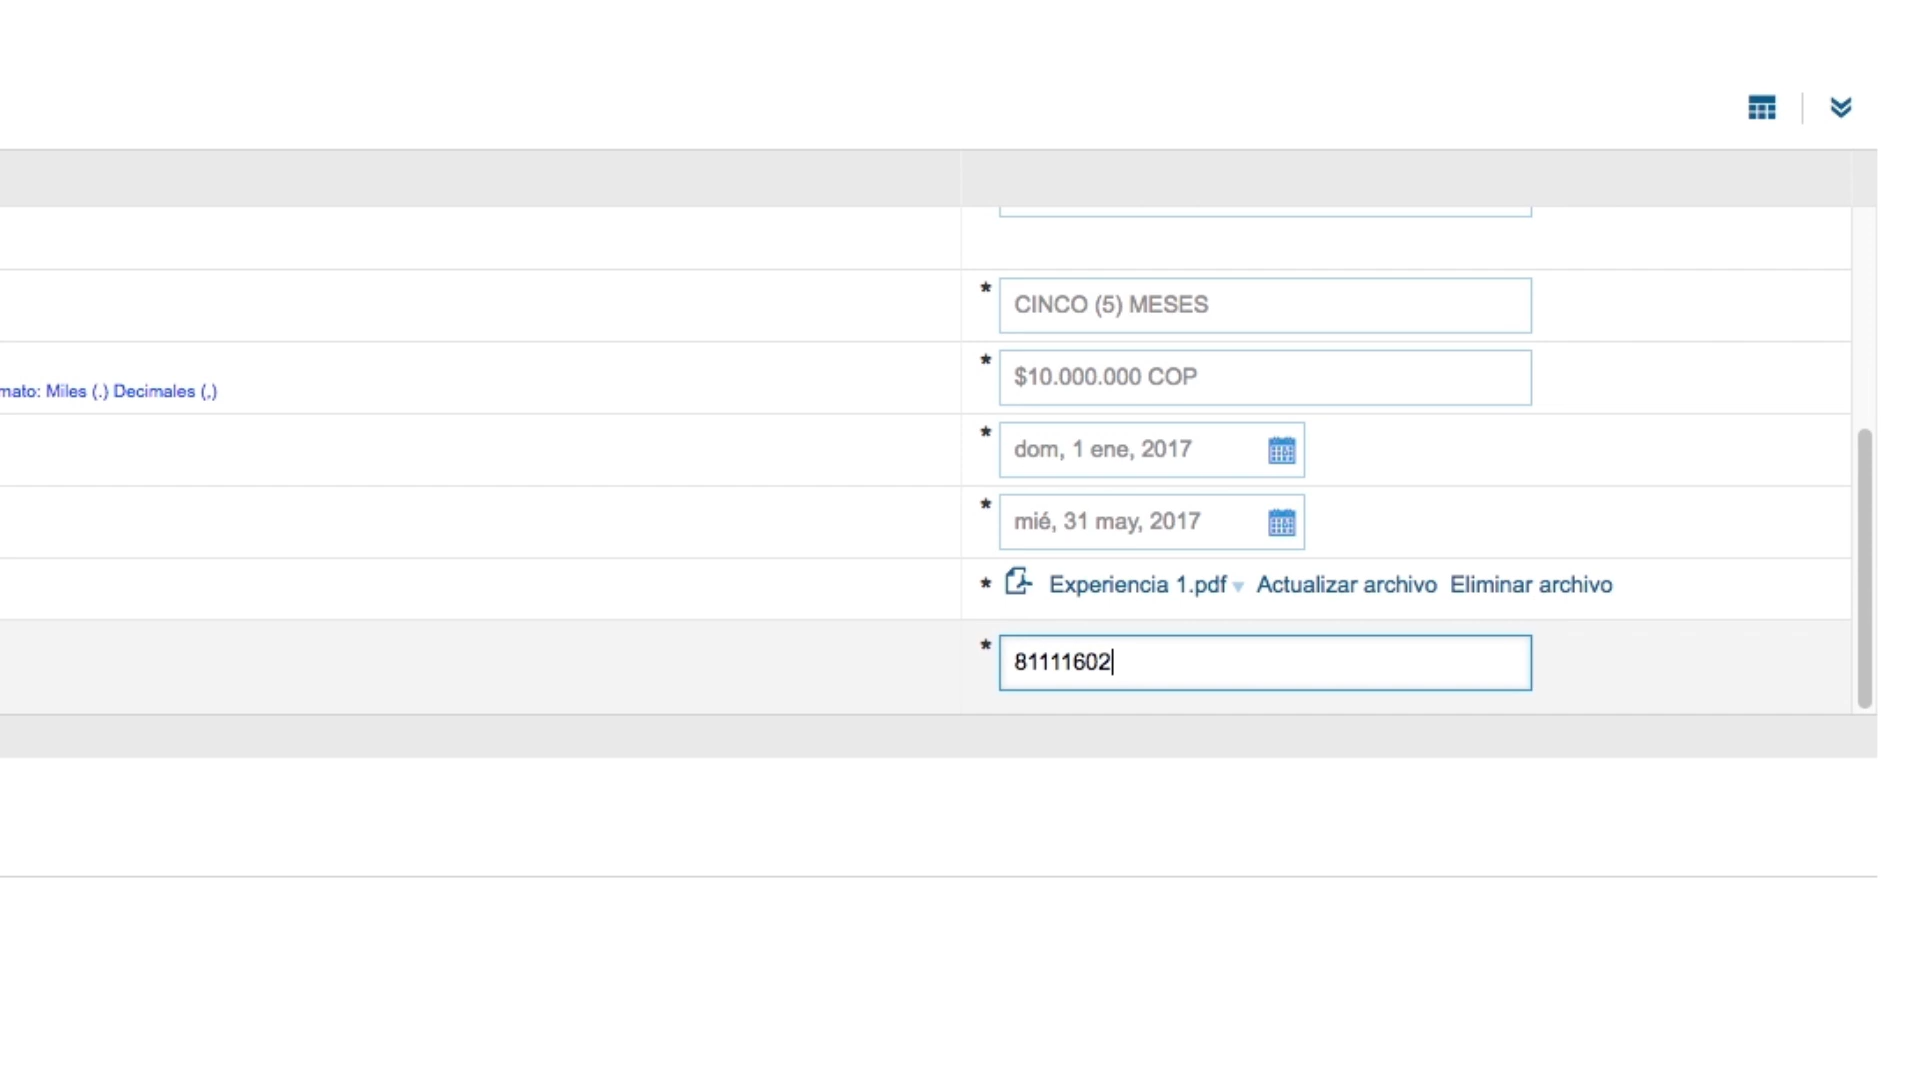 *
CINCO (5) MESES
*
$10.000.000 COP
mato: Miles (.) Decimales (,)
*
dom, 1 ene, 2017
*
mié, 31 may, 2017
* Experiencia 1.pdf Actualizar archivo Eliminar archivo
*
81111602